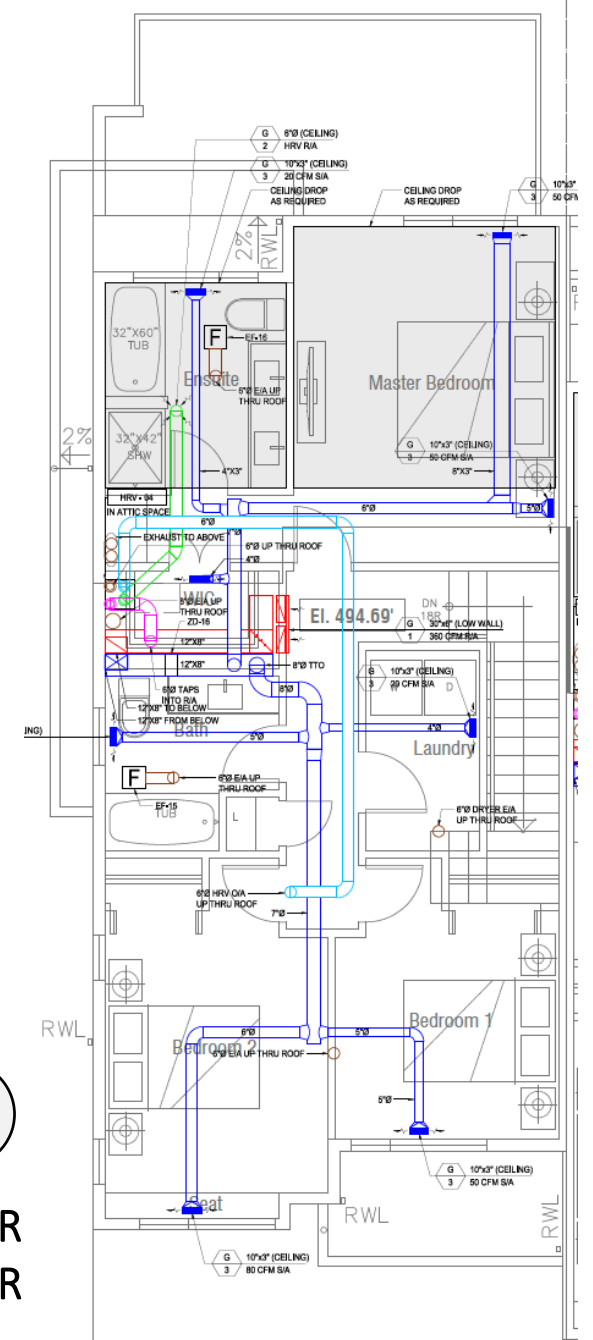 G 6"Ø (CEILING)
2 HRV R/A
G 10"x3" (CEILING)
3 20 CFM S/A
CEILING DROP
AS REQUIRED
CEILING DROP
AS REQUIRED
G 10"x3"
3 50 CFM
2%
RWL
32"X60"
TUB
F
EF-16
Ensuite
6"Ø E/A UP
THRU ROOF
Master Bedroom
2%
32"X42"
SHW
G 10"x3" (CEILING)
3 50 CFM S/A
4"X3"
8"X3"
HRV - 04
IN ATTIC SPACE
6"Ø
6"Ø
5"Ø
EXHAUST TO ABOVE
7"Ø
6"Ø UP THRU ROOF
4"Ø
WIC
THRU ROOF
ZD-16
El. 494.69'
DN
18R
G 30"x6" (LOW WALL)
1 360 CFM R/A
12"X8"
12"X8"
8"Ø TTO
G 10"x3" (CEILING)
3 20 CFM S/A
6"Ø TAPS
INTO R/A
8"Ø
D
12"X8" TO BELOW
12"X8" FROM BELOW
ING)
Bath
5"Ø
4"Ø
Laundry
F
6"Ø E/A UP
THRU ROOF
EF-15
TUB
L
6"Ø DRYER E/A
UP THRU ROOF
6"Ø HRV O/A
UP THRU ROOF
7"Ø
RWL
6"Ø
5"Ø
Bedroom 1
Bedroom 2
6"Ø E/A UP THRU ROOF
5"Ø
G 10"x3" (CEILING)
3 50 CFM S/A
Seat
RWL
RWL
R
G 10"x3" (CEILING)
3 80 CFM S/A
R